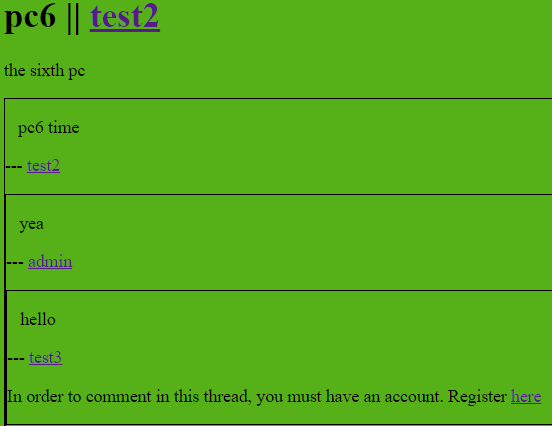 pc6 || test2
the sixth pc
pc6 time
--- test2
yea
--- admin
hello
--- test3
In order to comment in this thread, you must have an account. Register here